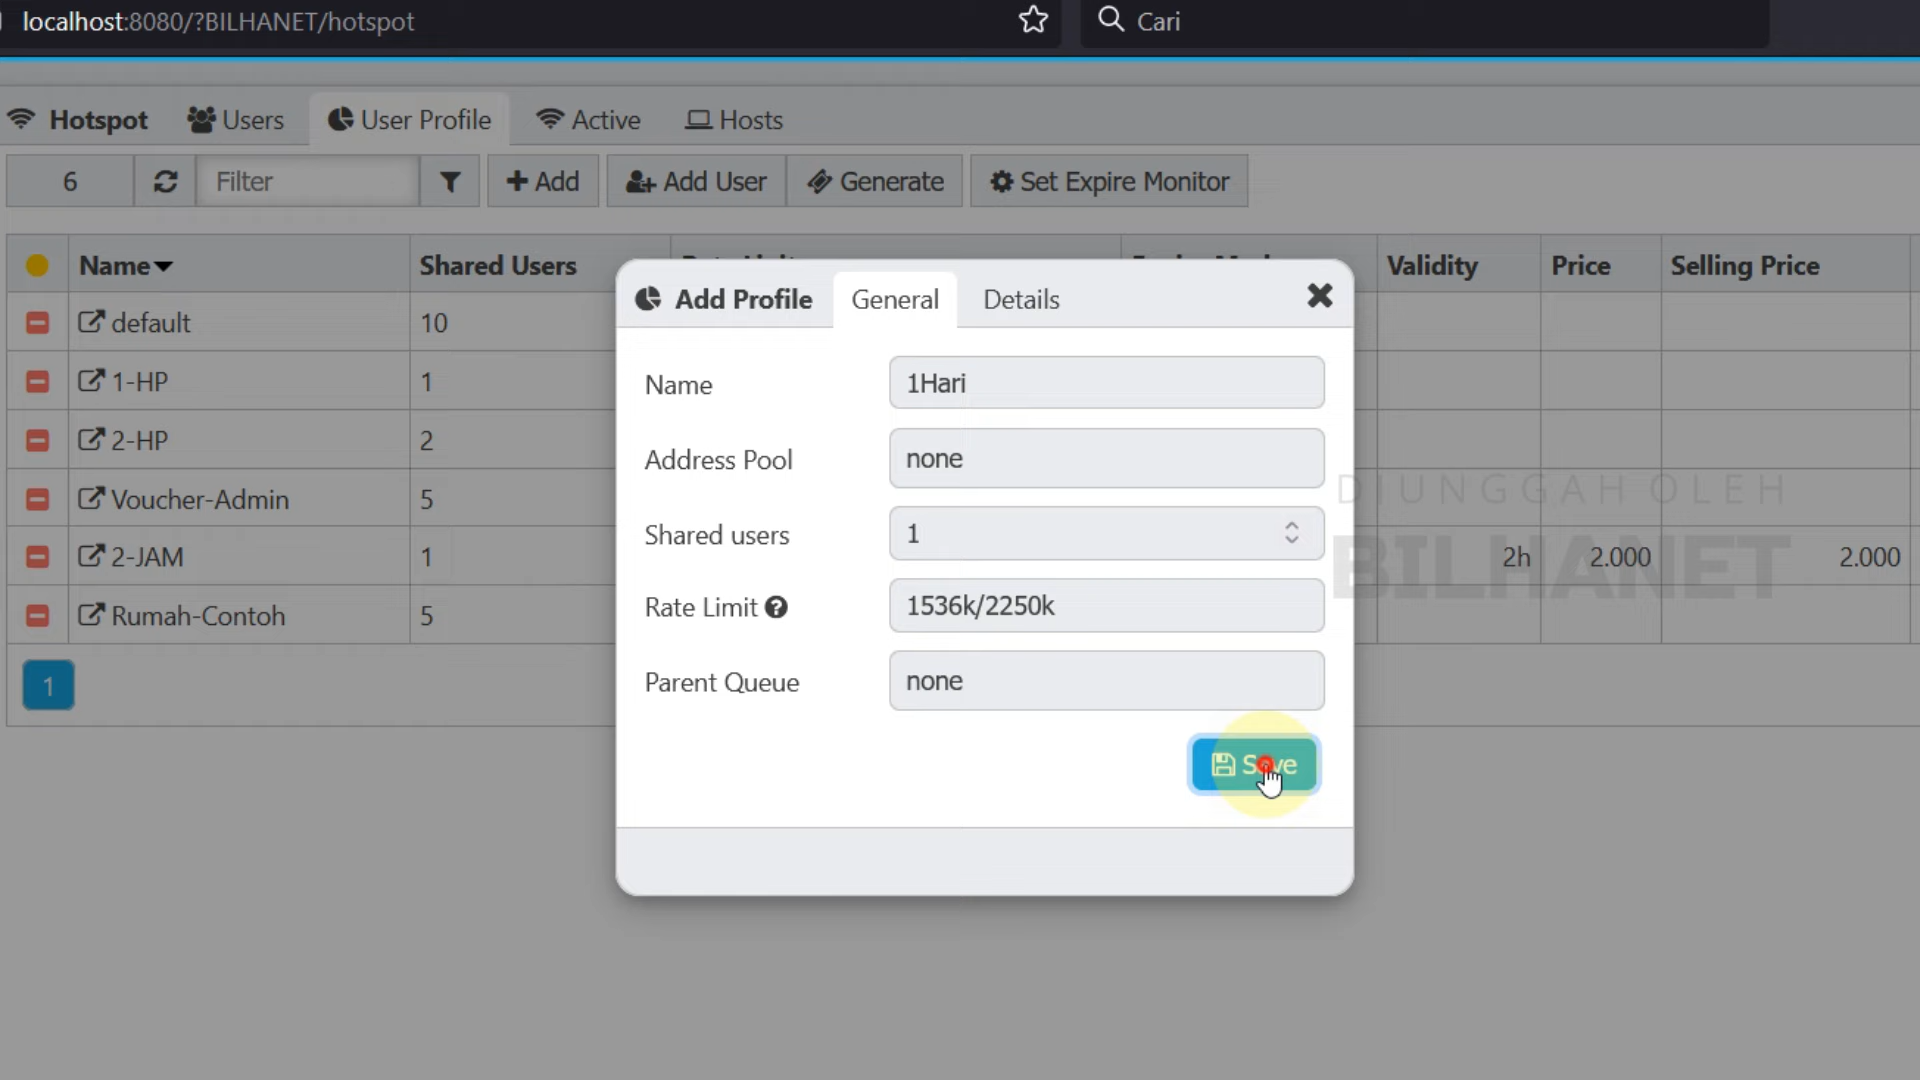 localhost:8080/?BILHANET/hotspot
Cari
Hotspot Users User Profile Active Hosts
6 Filter Add Add User Generate Set Expire Monitor
Name Shared Users Validity Price Selling Price
default 10
1-HP 1
2-HP 2
Voucher-Admin 5
2-JAM 1 2h 2.000 2.000
Rumah-Contoh 5
1
Add Profile General Details
Name 1Hari
Address Pool none
Shared users 1
Rate Limit 1536k/2250k
Parent Queue none
Save
DIUNGGAH OLEH
BILHANET